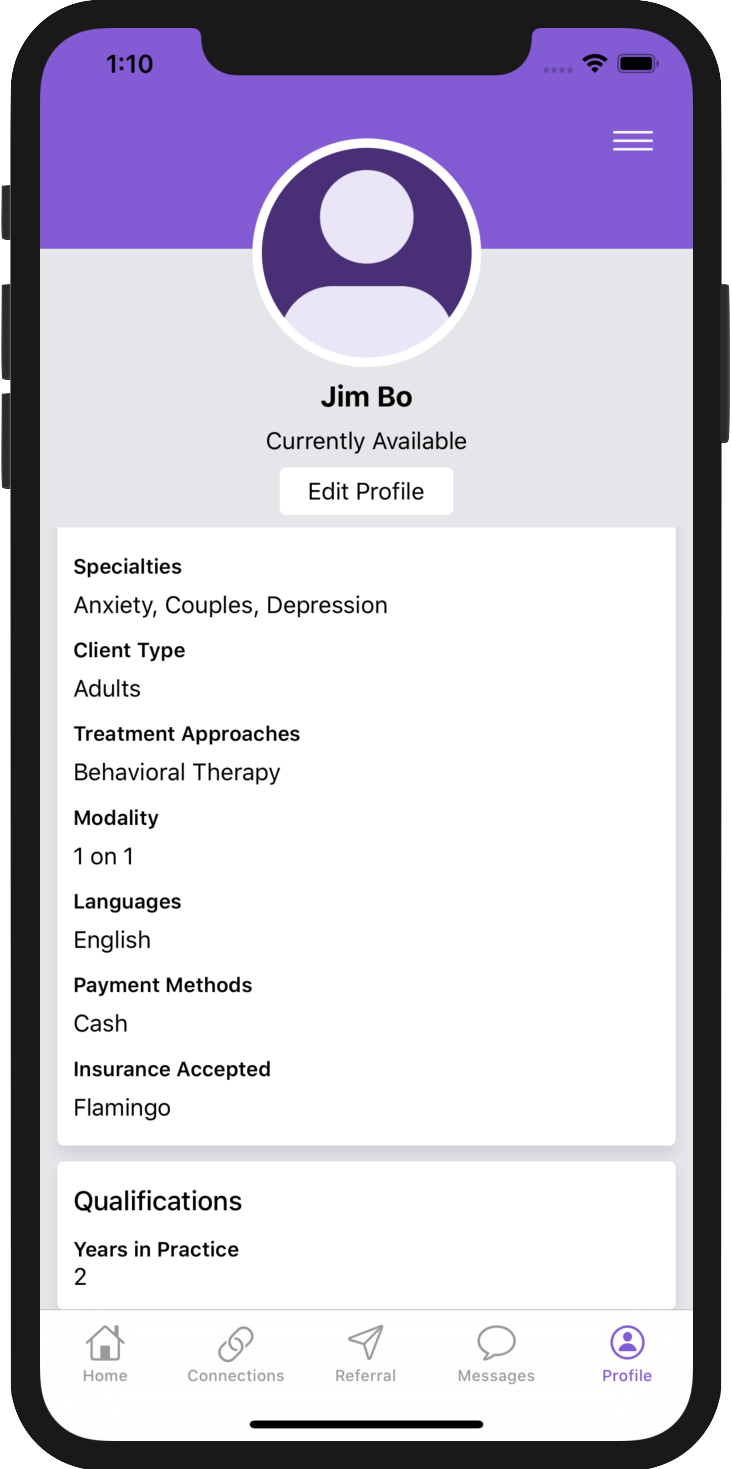 1:10
Jim Bo
Currently Available
Edit Profile
Specialties
Anxiety, Couples, Depression
Client Type
Adults
Treatment Approaches
Behavioral Therapy
Modality
1 on 1
Languages
English
Payment Methods
Cash
Insurance Accepted
Flamingo
Qualifications
Years in Practice
2
Home Connections Referral Messages Profile